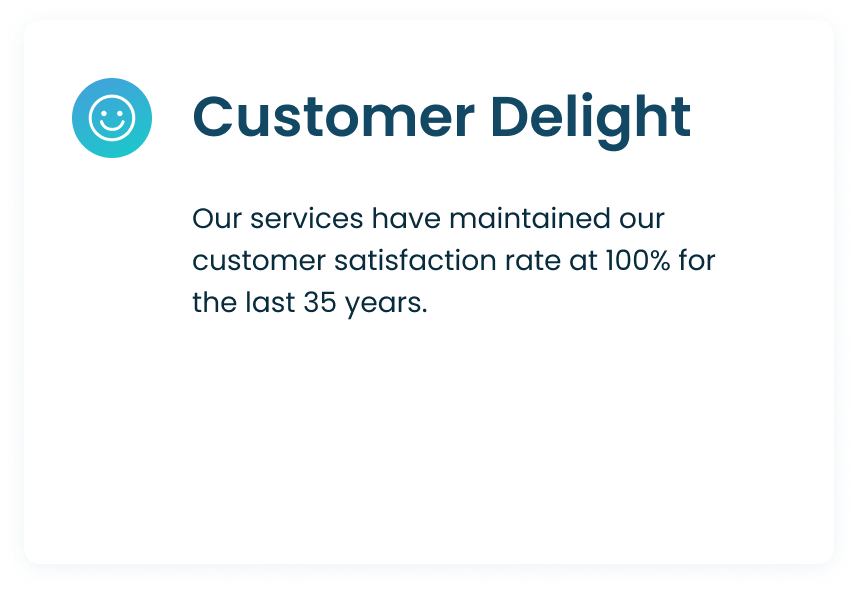 Customer Delight
Our services have maintained our
customer satisfaction rate at 100% for
the last 35 years.